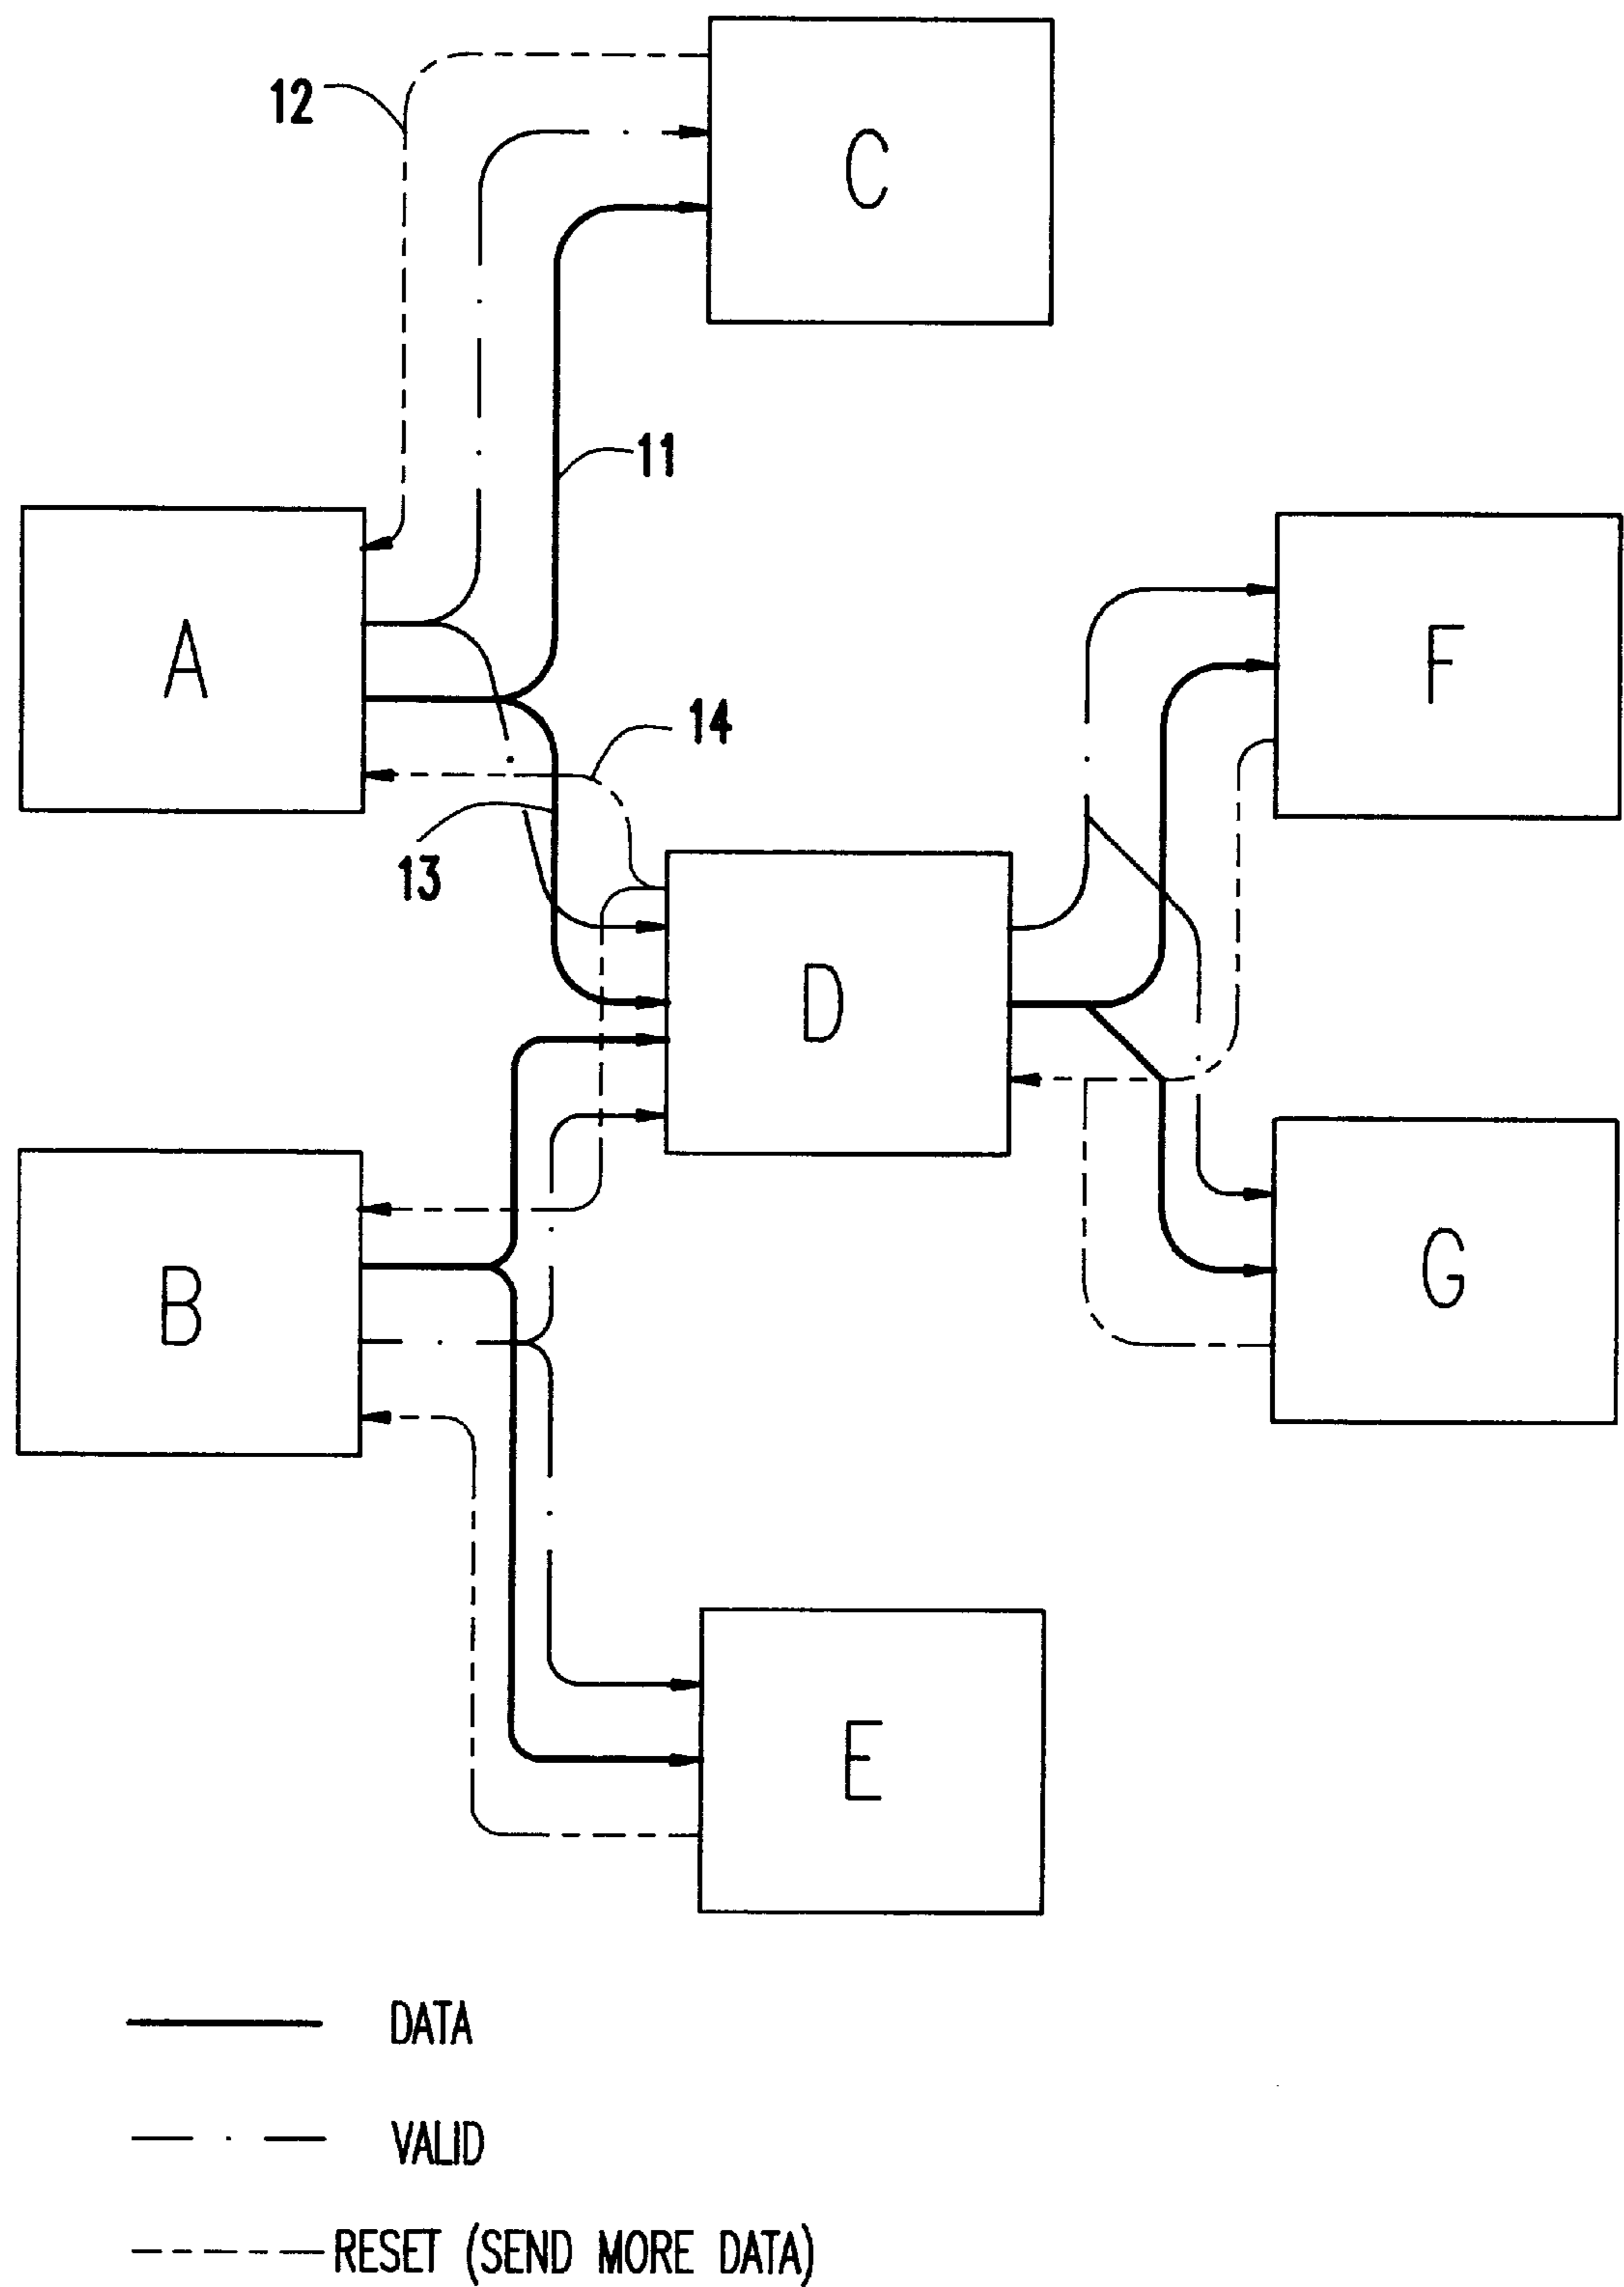 12
C
11
A
F
14
13
D
B
G
E
DATA
VALID
RESET (SEND MORE DATA)